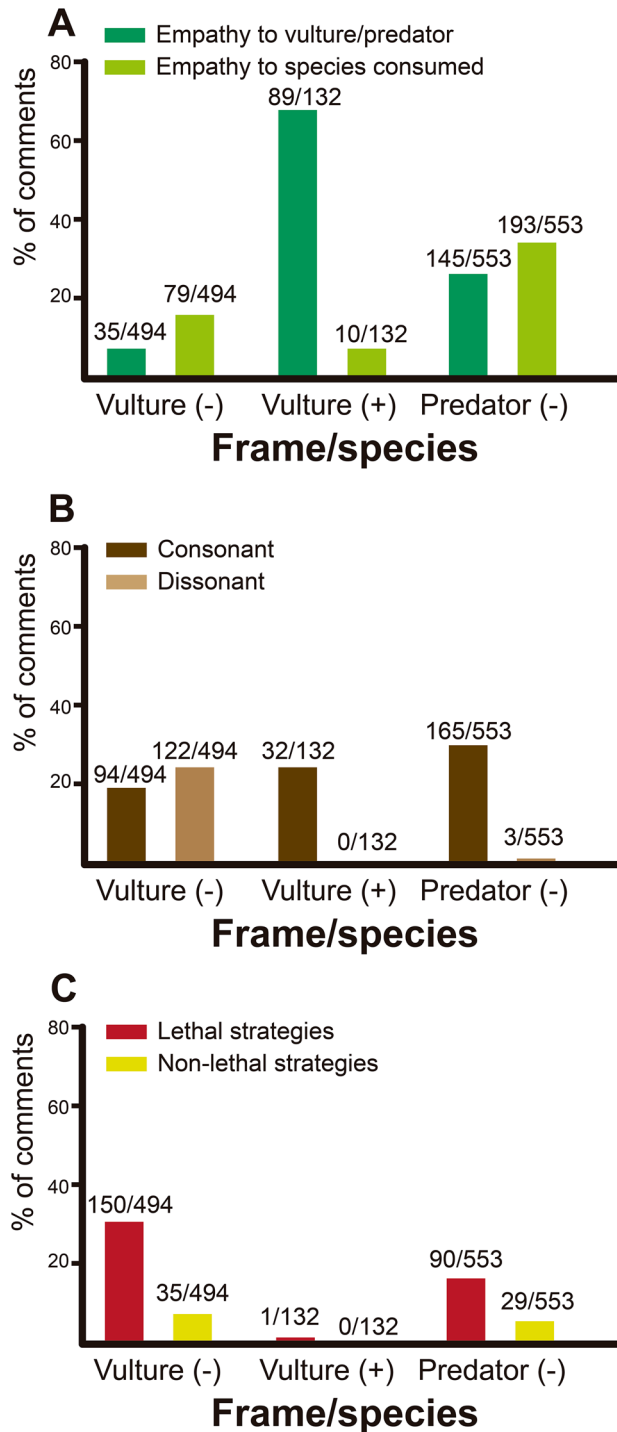 A
Empathy to vulture/predator
Empathy to species consumed
% of comments
80
60
40
20
35/494
79/494
89/132
10/132
145/553
193/553
Vulture (-)
Vulture (+)
Predator (-)
Frame/species
B
Consonant
Dissonant
% of comments
80
60
40
20
94/494
122/494
32/132
0/132
165/553
3/553
Vulture (-)
Vulture (+)
Predator (-)
Frame/species
C
Lethal strategies
Non-lethal strategies
% of comments
80
60
40
20
150/494
35/494
1/132
0/132
90/553
29/553
Vulture (-)
Vulture (+)
Predator (-)
Frame/species